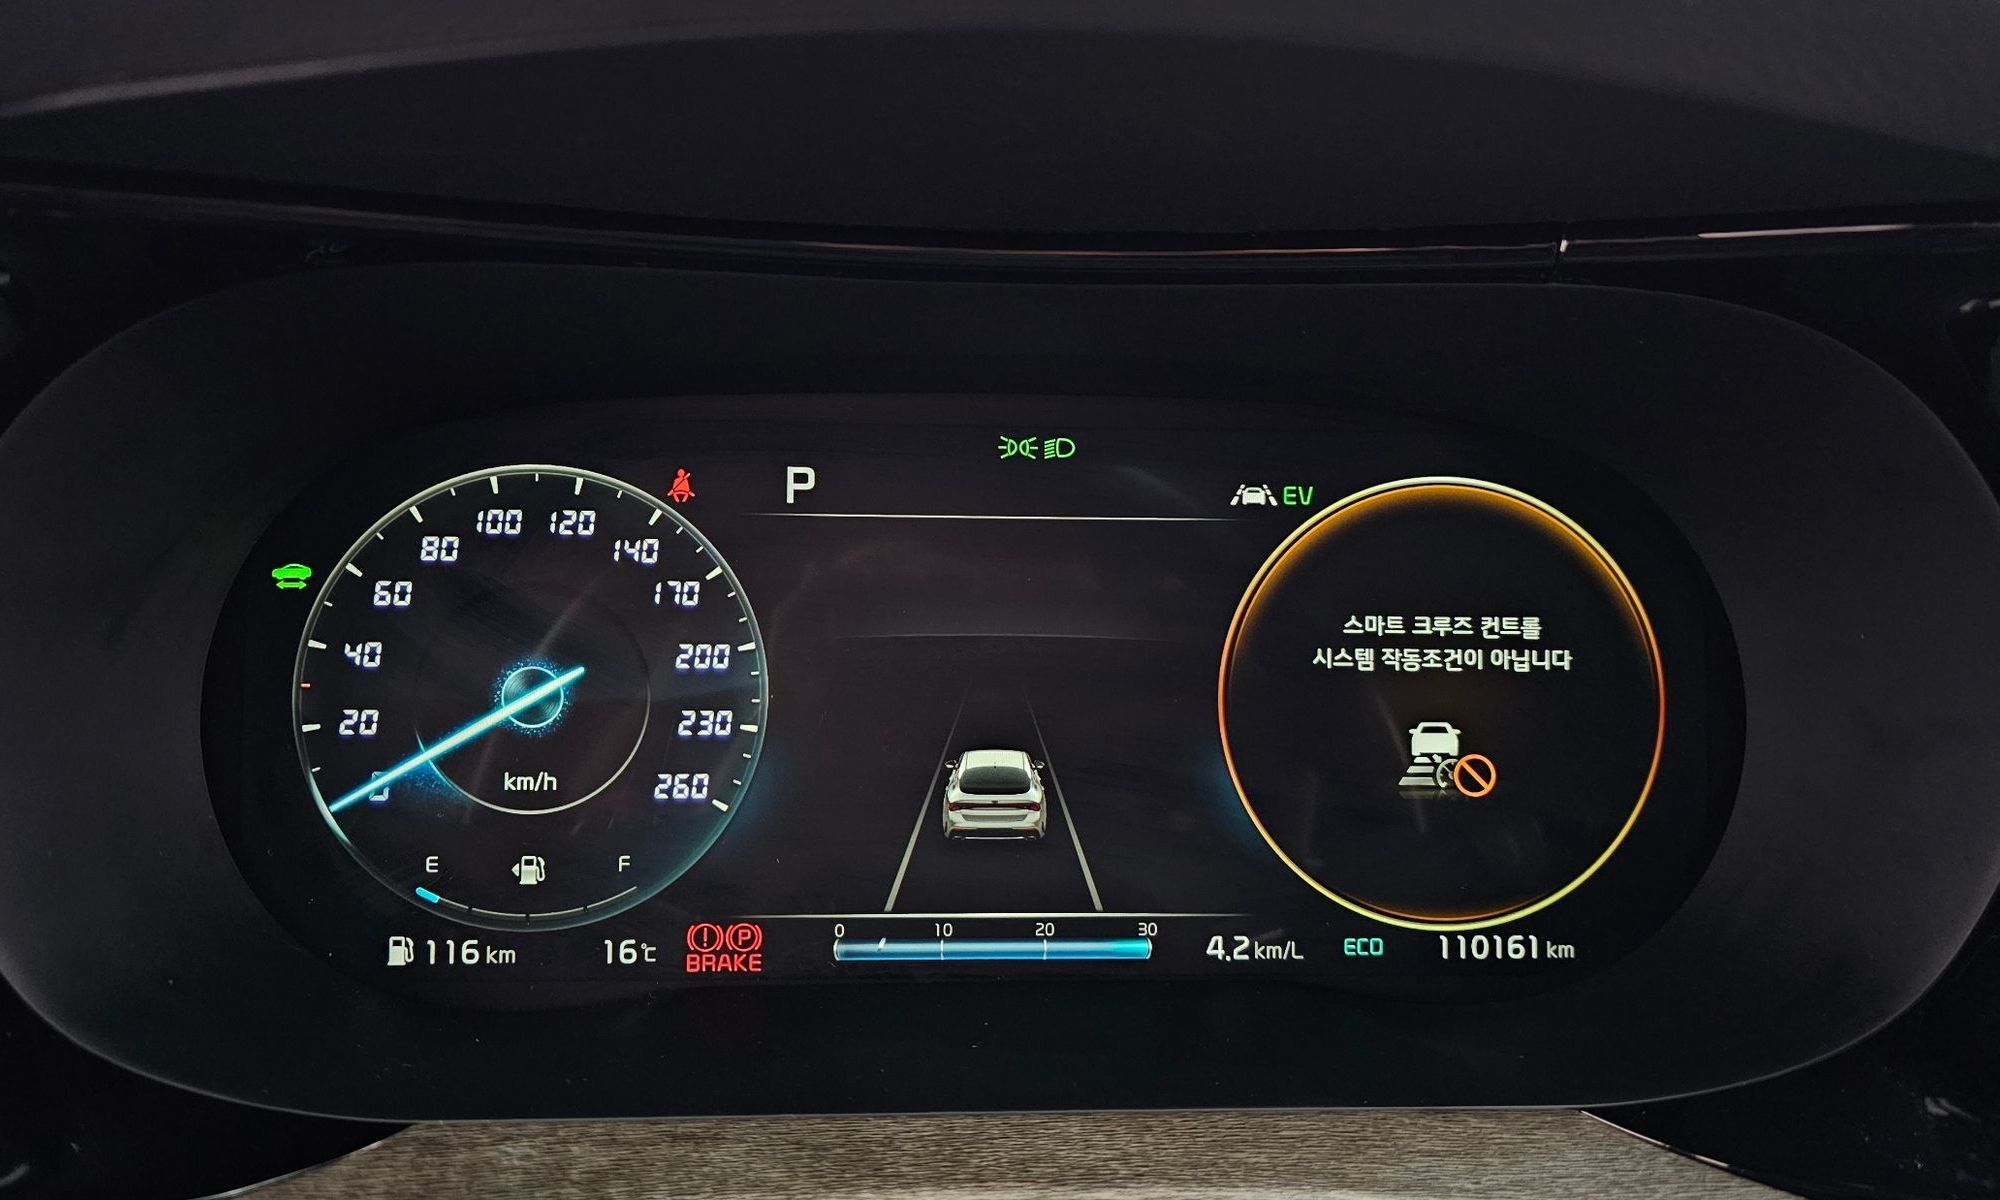 P
EV
100 120
80 140
60 170
40 200
20 230
0 260
km/h
E F
스마트 크루즈 컨트롤
시스템 작동조건이 아닙니다
116 km
16℃
(!) (P)
BRAKE
0 10 20 30
4.2 km/L
ECO
110161 km